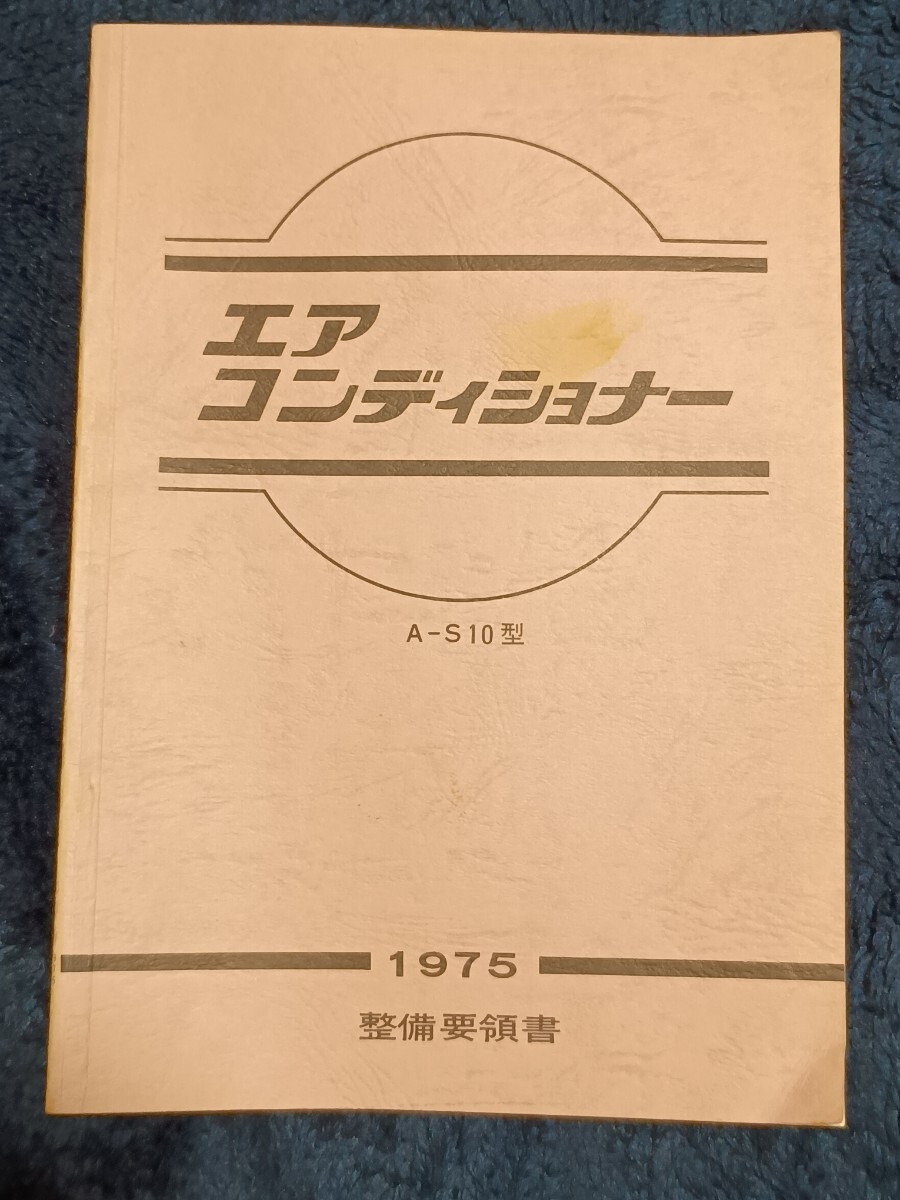 エア
コンディショナー
A-S10型
1975
整備要領書